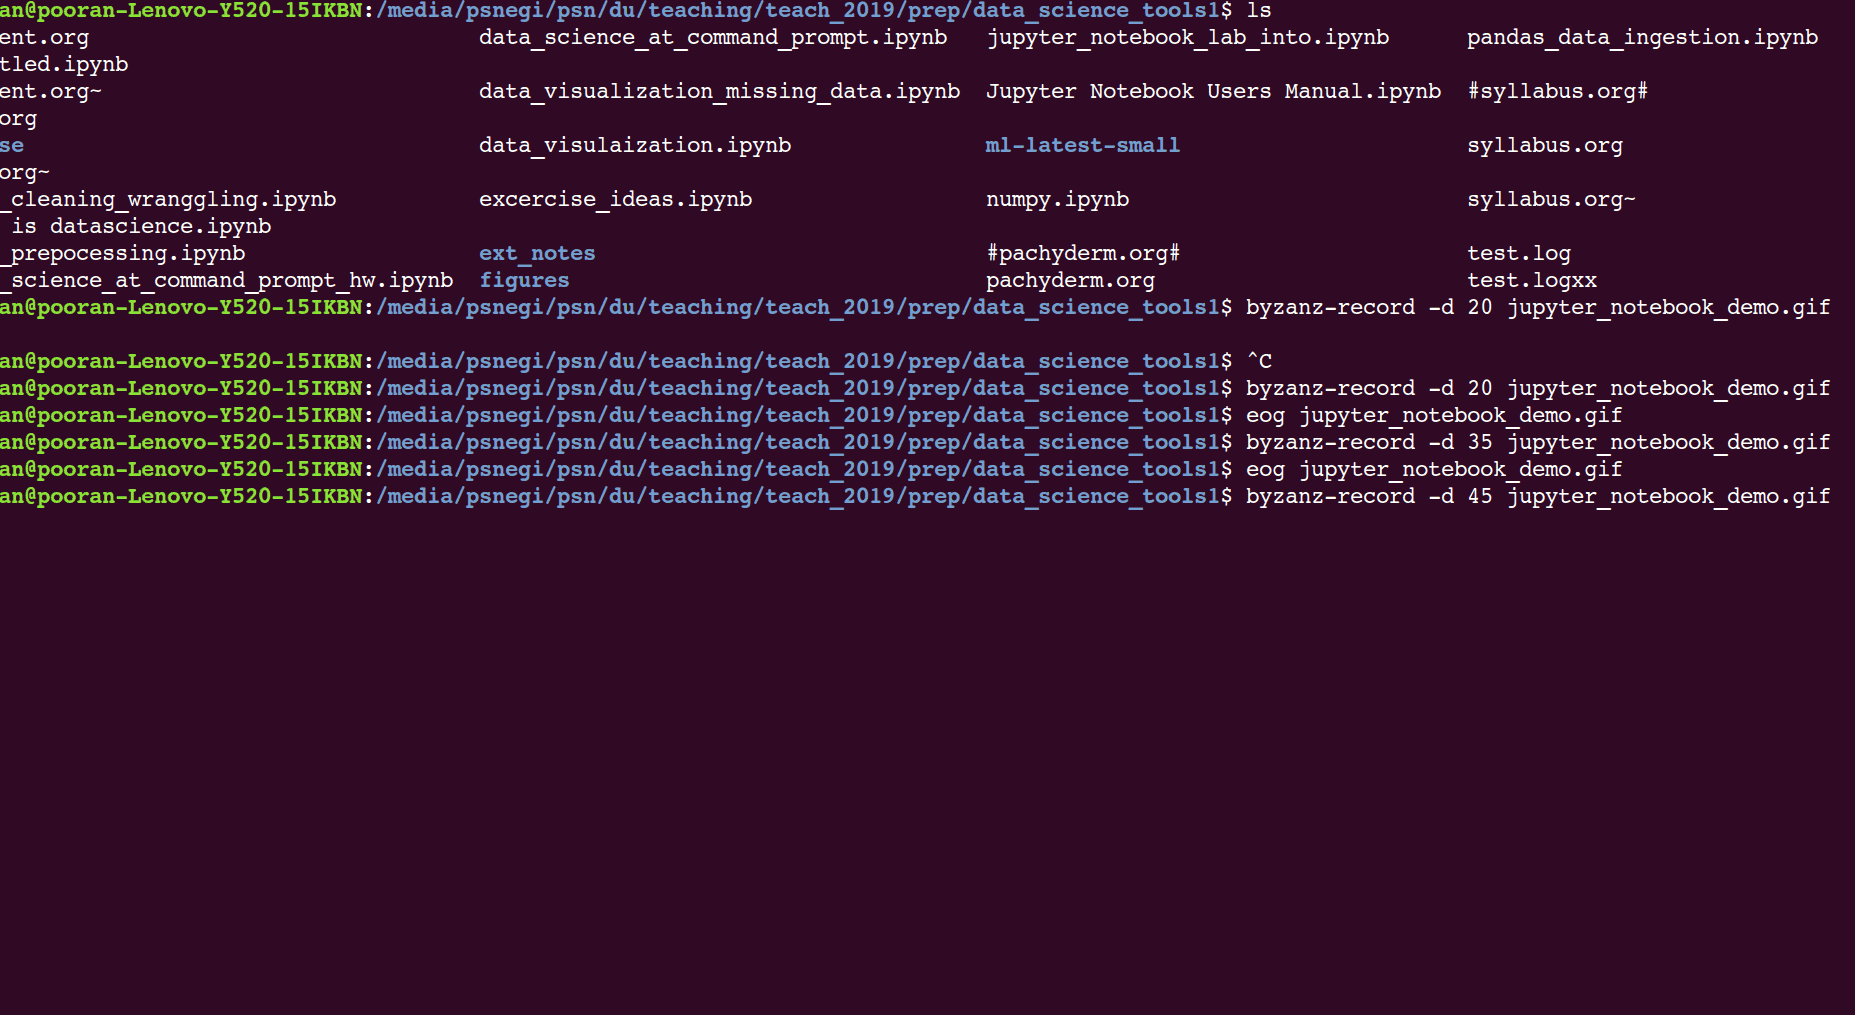 an@pooran-Lenovo-Y520-15IKBN:/media/psnegi/psn/du/teaching/teach_2019/prep/data_science_tools1$ ls
ent.org data_science_at_command_prompt.ipynb jupyter_notebook_lab_into.ipynb pandas_data_ingestion.ipynb
tled.ipynb
ent.org~ data_visualization_missing_data.ipynb Jupyter Notebook Users Manual.ipynb #syllabus.org#
org
se data_visulaization.ipynb ml-latest-small syllabus.org
org~
_cleaning_wranggling.ipynb excercise_ideas.ipynb numpy.ipynb syllabus.org~
is datascience.ipynb
_prepocessing.ipynb ext_notes #pachyderm.org# test.log
_science_at_command_prompt_hw.ipynb figures pachyderm.org test.logxx
an@pooran-Lenovo-Y520-15IKBN:/media/psnegi/psn/du/teaching/teach_2019/prep/data_science_tools1$ byzanz-record -d 20 jupyter_notebook_demo.gif
an@pooran-Lenovo-Y520-15IKBN:/media/psnegi/psn/du/teaching/teach_2019/prep/data_science_tools1$ ^C
an@pooran-Lenovo-Y520-15IKBN:/media/psnegi/psn/du/teaching/teach_2019/prep/data_science_tools1$ byzanz-record -d 20 jupyter_notebook_demo.gif
an@pooran-Lenovo-Y520-15IKBN:/media/psnegi/psn/du/teaching/teach_2019/prep/data_science_tools1$ eog jupyter_notebook_demo.gif
an@pooran-Lenovo-Y520-15IKBN:/media/psnegi/psn/du/teaching/teach_2019/prep/data_science_tools1$ byzanz-record -d 35 jupyter_notebook_demo.gif
an@pooran-Lenovo-Y520-15IKBN:/media/psnegi/psn/du/teaching/teach_2019/prep/data_science_tools1$ eog jupyter_notebook_demo.gif
an@pooran-Lenovo-Y520-15IKBN:/media/psnegi/psn/du/teaching/teach_2019/prep/data_science_tools1$ byzanz-record -d 45 jupyter_notebook_demo.gif